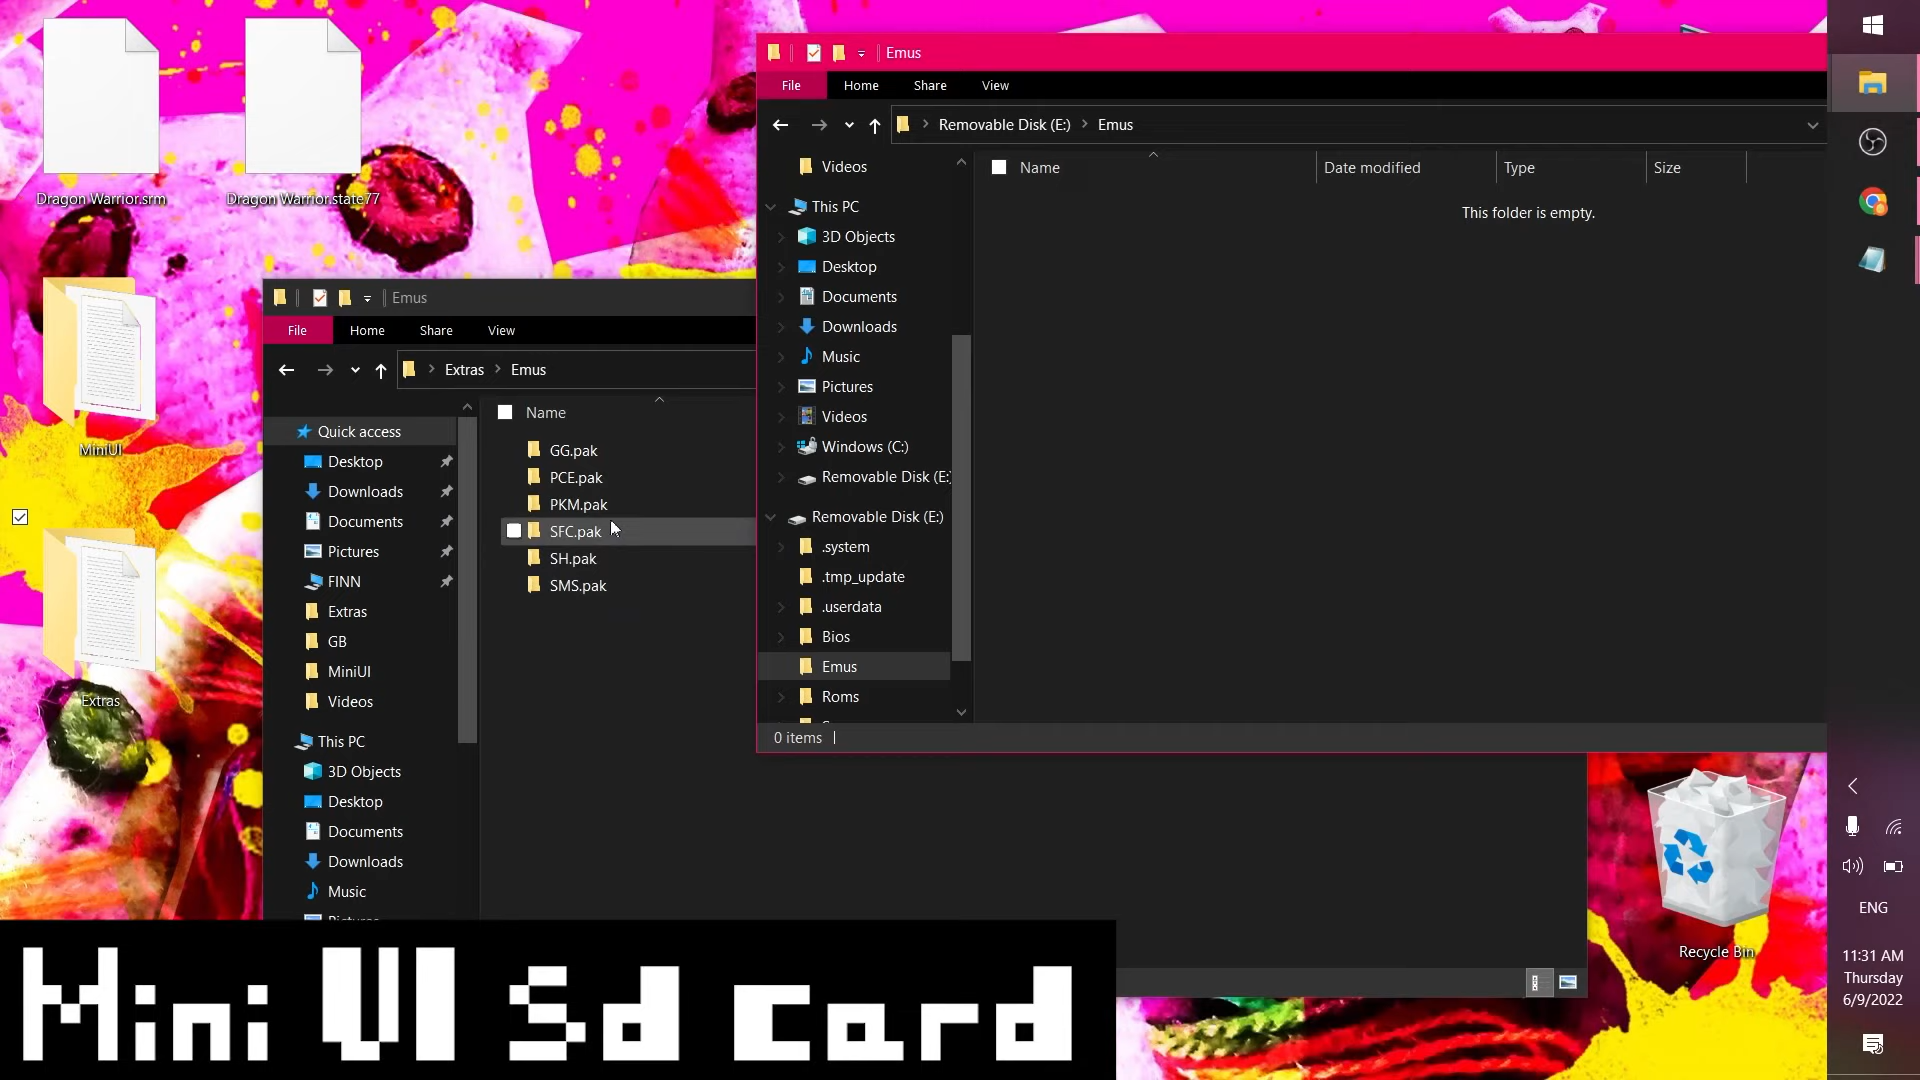 Dragon Warrior.srm
Dragon Warrior.state77
MiniUI
Extras
Emus
File
Home
Share
View
Removable Disk (E:)
Emus
Name
Date modified
Type
Size
This folder is empty.
Videos
This PC
3D Objects
Desktop
Documents
Downloads
Music
Pictures
Videos
Windows (C:)
Removable Disk (E:
Removable Disk (E:)
.system
.tmp_update
.userdata
Bios
Emus
Roms
0 items
Emus
File
Home
Share
View
Extras
Emus
Name
GG.pak
PCE.pak
PKM.pak
SFC.pak
SH.pak
SMS.pak
Quick access
Desktop
Downloads
Documents
Pictures
FINN
Extras
GB
MiniUI
Videos
This PC
3D Objects
Desktop
Documents
Downloads
Music
Recycle Bin
ENG
11:31 AM
Thursday
6/9/2022
Mini UI Sd Card